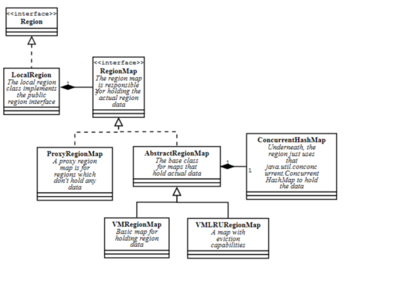 <<interface>>
Region
LocalRegion
The local region
class implements
the public
region interface
1
<<interface>>
RegionMap
The region map
is responsible
for holding the
actual region
data
ProxyRegionMap
A proxy region
map is for
regions which
don't hold any
data
AbstractRegionMap
The base class
for maps that
hold actual data
1
1
ConcurrentHashMap
Underneath, the
region just uses
that
java.util.conconc
urrent.Concurrent
HashMap to hold
the data
VMRegionMap
Basic map for
holding region
data
VMLRURegionMap
A map with
eviction
capabilities